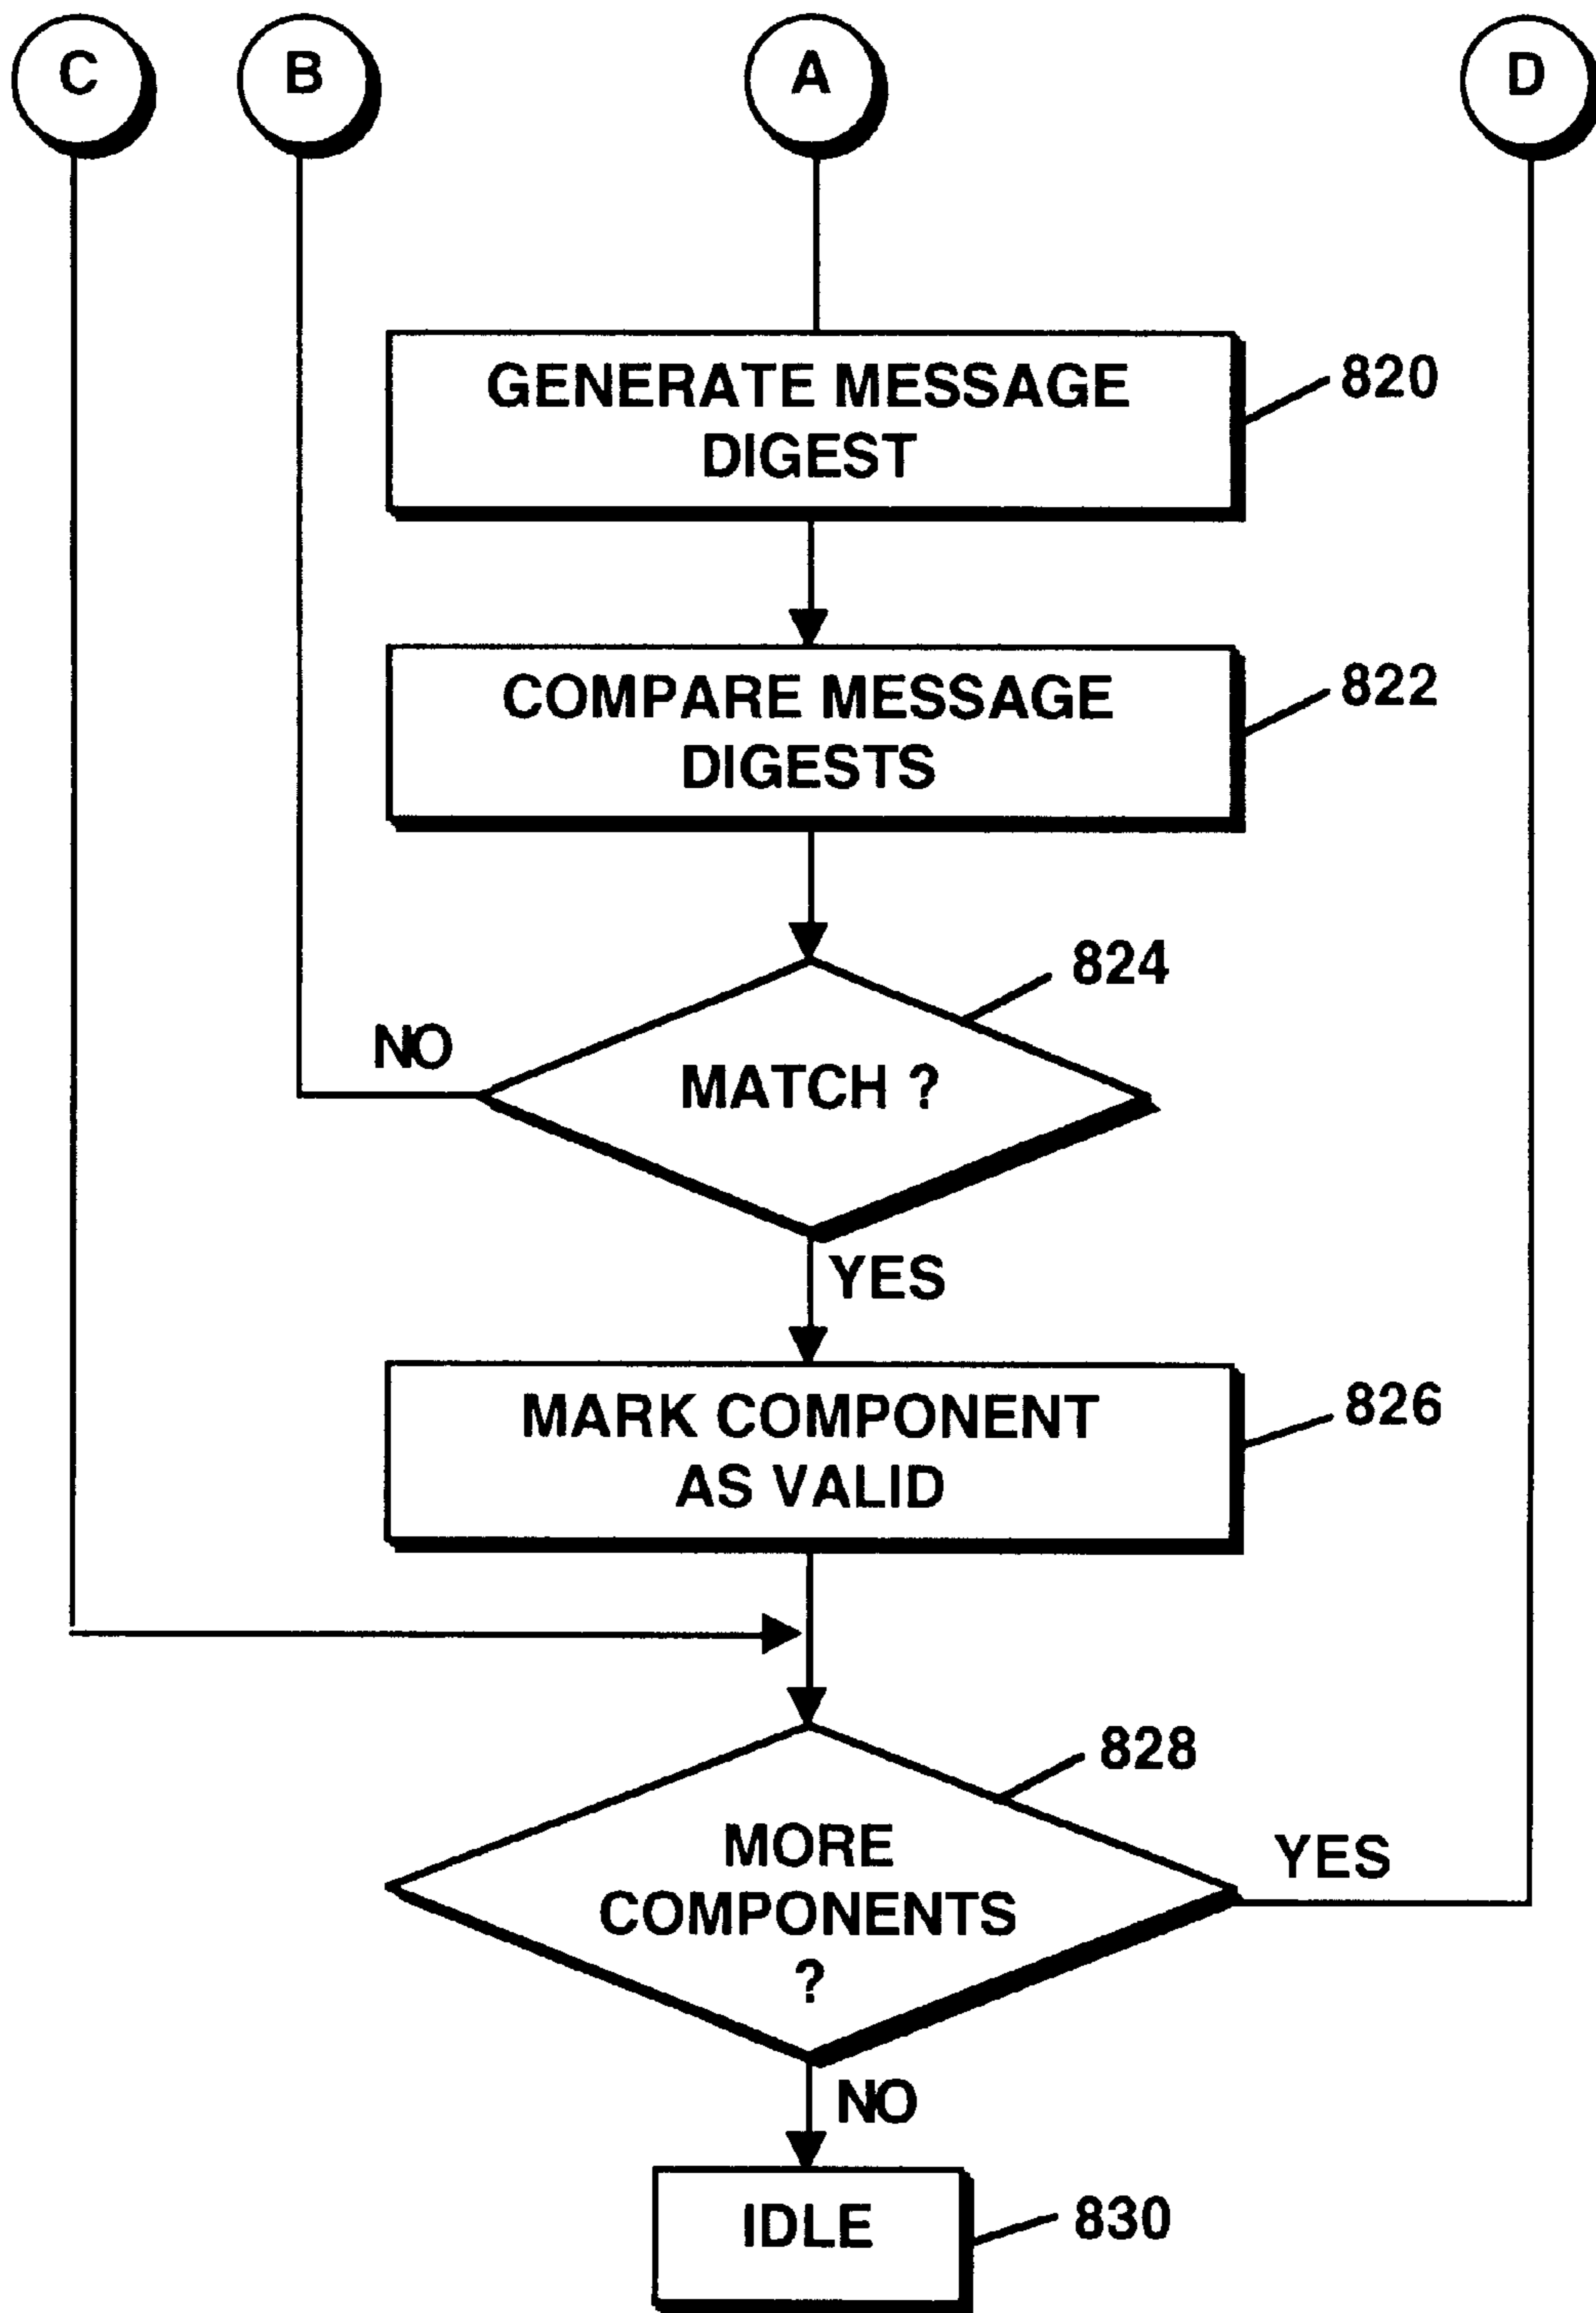 C
B
A
D
GENERATE MESSAGE
DIGEST
820
COMPARE MESSAGE
DIGESTS
822
824
NO
MATCH ?
YES
MARK COMPONENT
AS VALID
826
828
MORE
COMPONENTS
?
YES
NO
IDLE
830